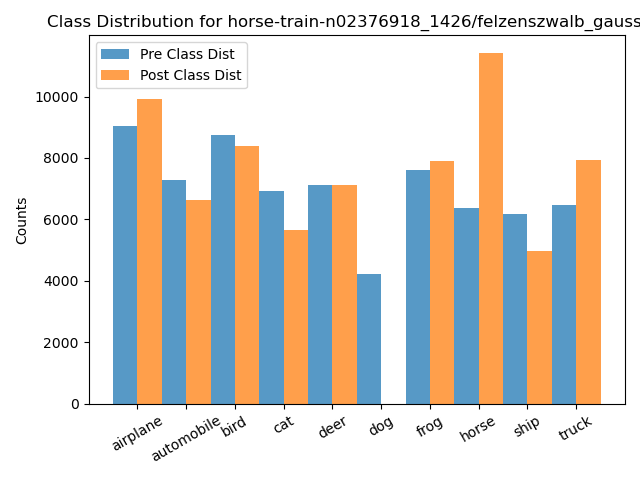 Class Distribution for horse-train-n02376918_1426/felzenszwalb_gauss
Pre Class Dist
Post Class Dist
Counts
10000
8000
6000
4000
2000
0
airplane
automobile
bird
cat
deer
dog
frog
horse
ship
truck